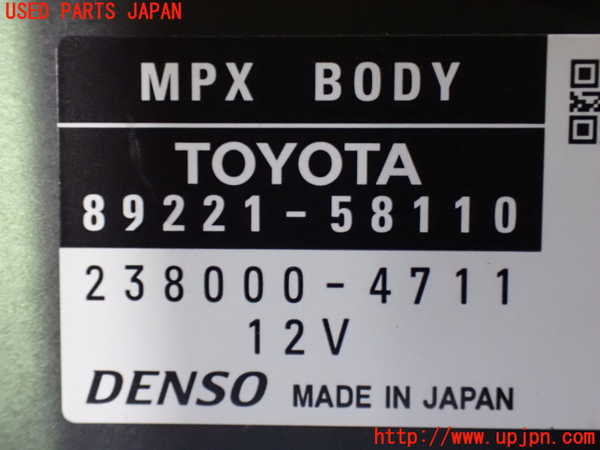 USED PARTS JAPAN
MPX BODY
TOYOTA
89221-58110
238000-4711
12V
DENSO MADE IN JAPAN
http://www.upjpn.com